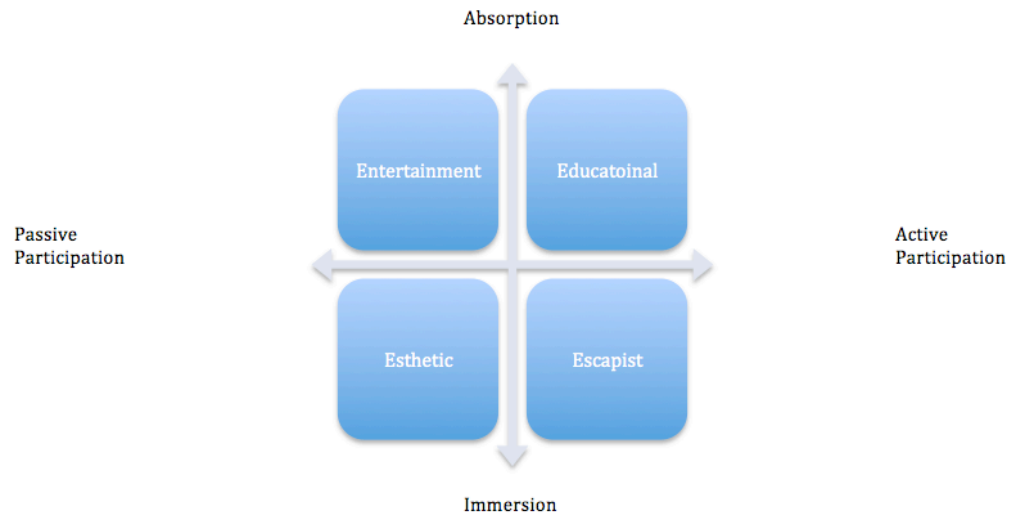 Absorption
Entertainment
Educatoinal
Passive
Participation
Active
Participation
Esthetic
Escapist
Immersion